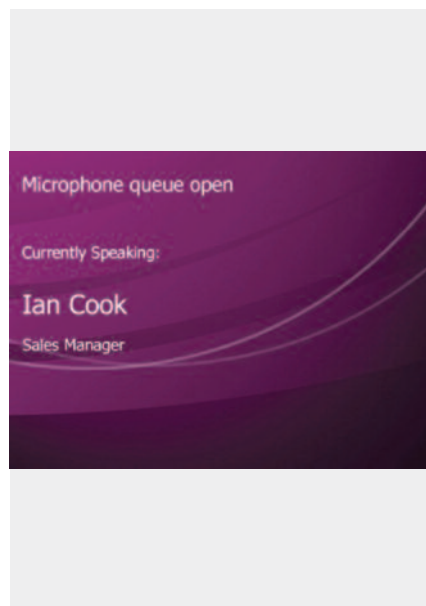 Microphone queue open
Currently Speaking:
Ian Cook
Sales Manager